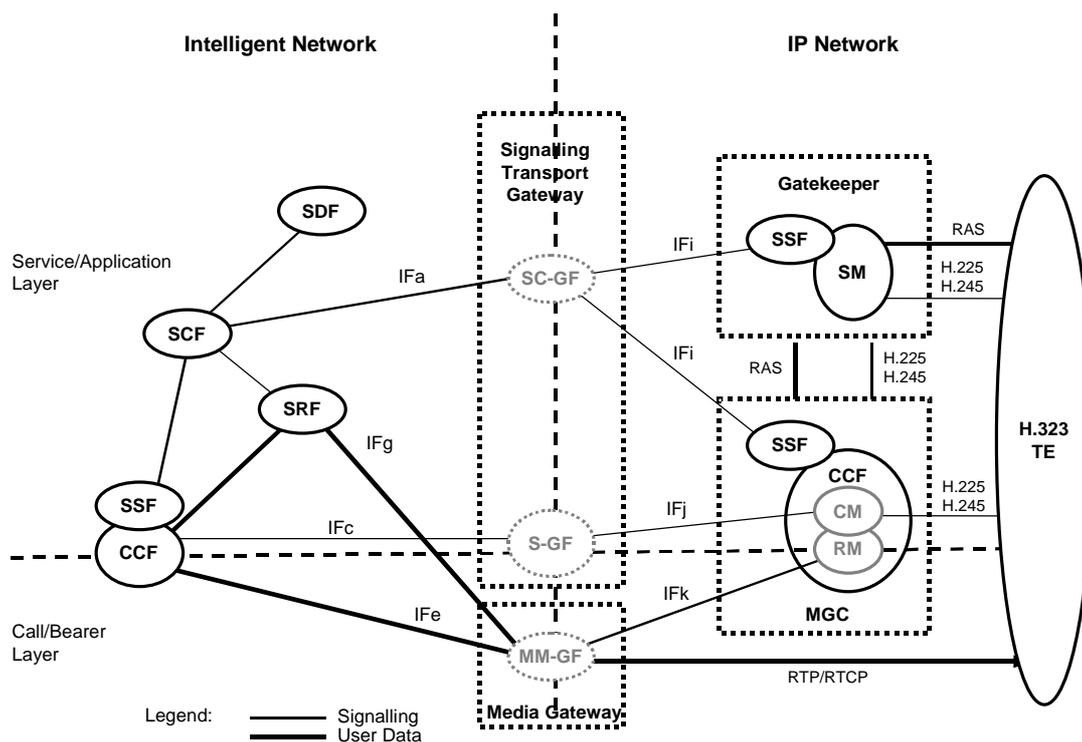 Intelligent Network
IP Network
Signalling
Transport
Gateway
Gatekeeper
SDF
SSF
RAS
Service/Application
Layer
IFa
SC-GF
IFi
SM
H.225
H.245
SCF
IFi
RAS
H.225
H.245
SRF
IFg
SSF
H.323
TE
CCF
SSF
IFc
S-GF
IFj
CM
H.225
H.245
CCF
RM
IFk
IFe
MGC
Call/Bearer
Layer
MM-GF
RTP/RTCP
Media Gateway
Legend:
Signalling
User Data